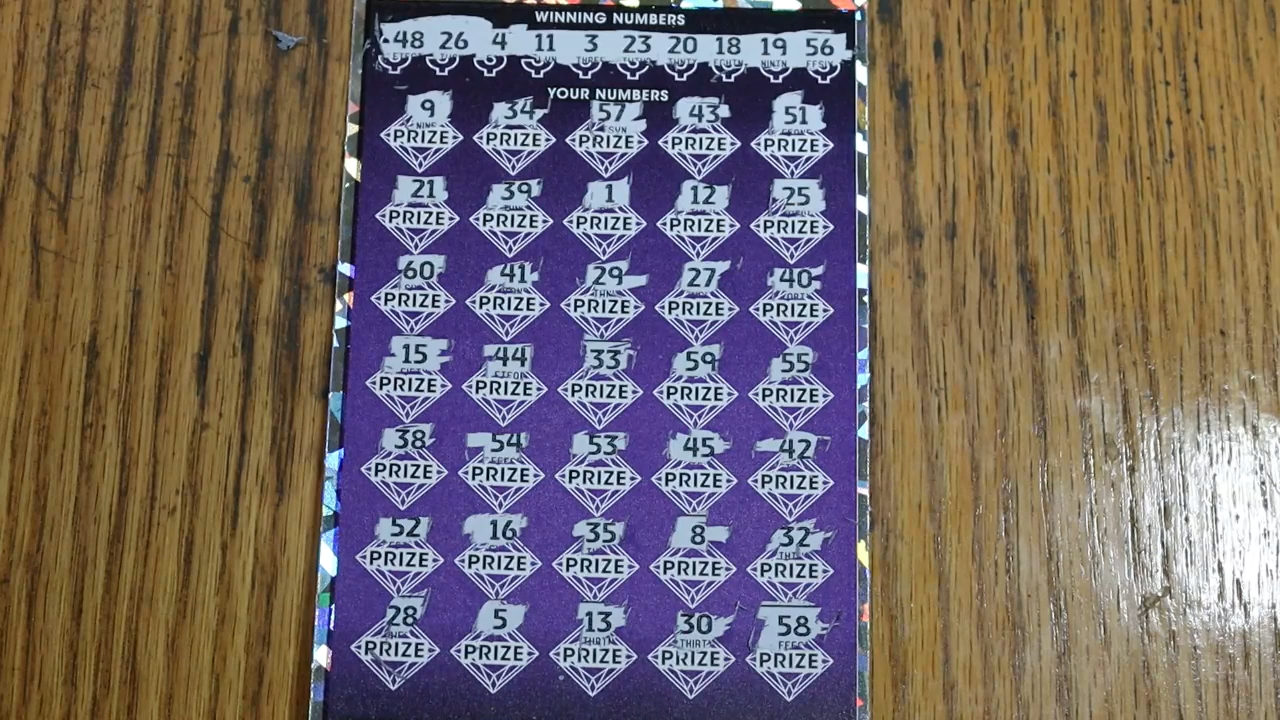 WINNING NUMBERS
48 26 4 11 3 23 20 18 19 56
YOUR NUMBERS
9 34 57 43 51
NINE
PRIZE PRIZE PRIZE PRIZE PRIZE
21 39 1 12 25
PRIZE PRIZE PRIZE PRIZE PRIZE
60 41 29 27 40
PRIZE PRIZE PRIZE PRIZE PRIZE
15 44 33 59 55
PRIZE PRIZE PRIZE PRIZE PRIZE
38 54 53 45 42
PRIZE PRIZE PRIZE PRIZE PRIZE
52 16 35 8 32
PRIZE PRIZE PRIZE PRIZE PRIZE
28 5 13 30 58
PRIZE PRIZE PRIZE PRIZE PRIZE